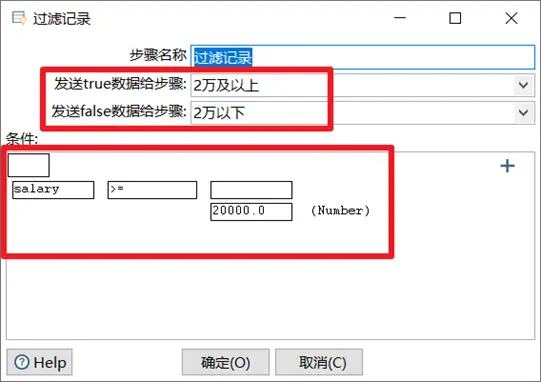 过滤记录
步骤名称 过滤记录
发送true数据给步骤: 2万及以上
发送false数据给步骤: 2万以下
条件:
salary >=
20000.0 (Number)
Help 确定(O) 取消(C)